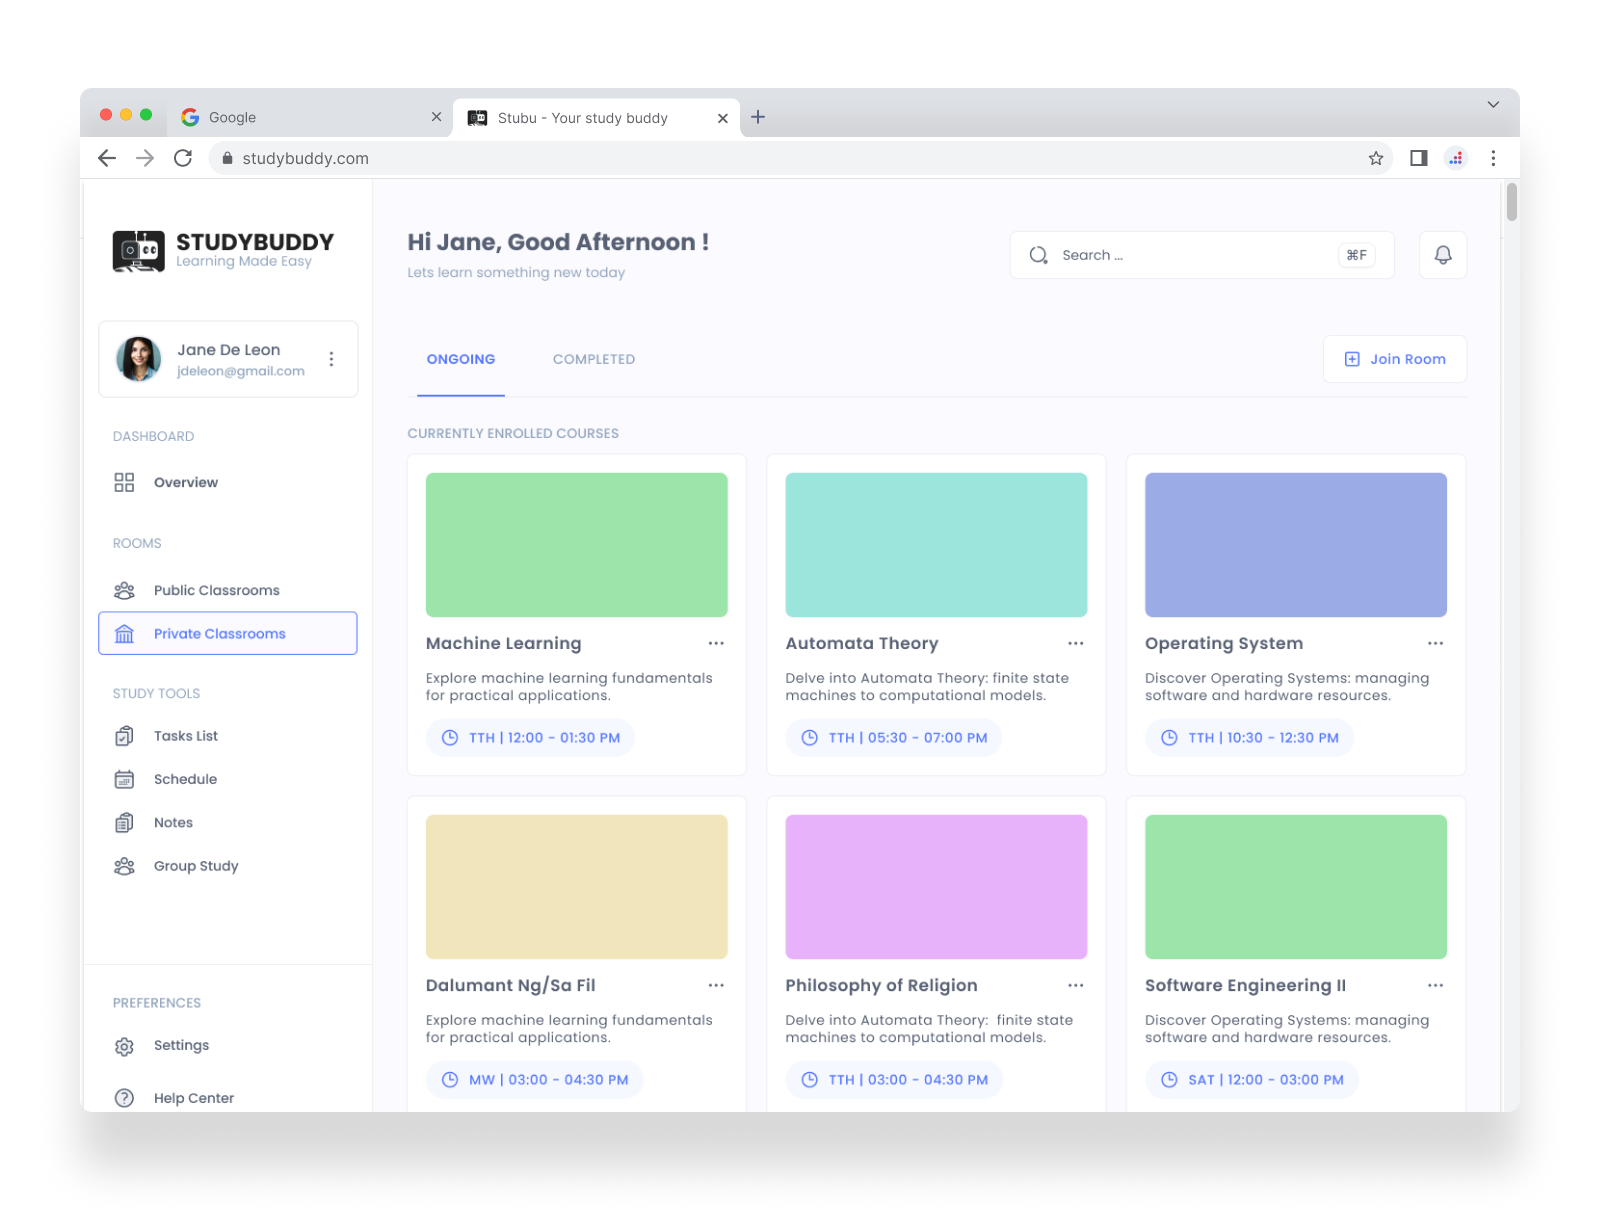 Google
Stubu - Your study buddy
studybuddy.com
STUDYBUDDY
Learning Made Easy
Jane De Leon
jdeleon@gmail.com
DASHBOARD
Overview
ROOMS
Public Classrooms
Private Classrooms
STUDY TOOLS
Tasks List
Schedule
Notes
Group Study
PREFERENCES
Settings
Help Center
Hi Jane, Good Afternoon !
Lets learn something new today
Search ...
⌘F
ONGOING
COMPLETED
Join Room
CURRENTLY ENROLLED COURSES
Machine Learning
Explore machine learning fundamentals
for practical applications.
TTH | 12:00 - 01:30 PM
Automata Theory
Delve into Automata Theory: finite state
machines to computational models.
TTH | 05:30 - 07:00 PM
Operating System
Discover Operating Systems: managing
software and hardware resources.
TTH | 10:30 - 12:30 PM
Dalumant Ng/Sa Fil
Explore machine learning fundamentals
for practical applications.
MW | 03:00 - 04:30 PM
Philosophy of Religion
Delve into Automata Theory:  finite state
machines to computational models.
TTH | 03:00 - 04:30 PM
Software Engineering II
Discover Operating Systems: managing
software and hardware resources.
SAT | 12:00 - 03:00 PM